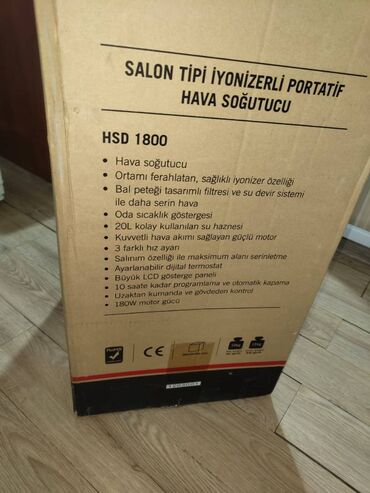 SALON TİPİ İYONİZERLİ PORTATİF
HAVA SOĞUTUCU
HSD 1800
• Hava soğutucu
• Ortamı ferahlatan, sağlıklı iyonizer özelliği
• Bal peteği tasarımlı filtresi ve su devir sistemi
ile daha serin hava
• Oda sıcaklık göstergesi
• 20L kolay kullanılan su haznesi
• Kuvvetli hava akımı sağlayan güçlü motor
• 3 farklı hız ayarı
• Salınım özelliği ile maksimum alanı serinletme
• Ayarlanabilir dijital termostat
• Büyük LCD gösterge paneli
• 10 saate kadar programlama ve otomatik kapama
• Uzaktan kumanda ve gövdeden kontrol
• 180W motor gücü
CE